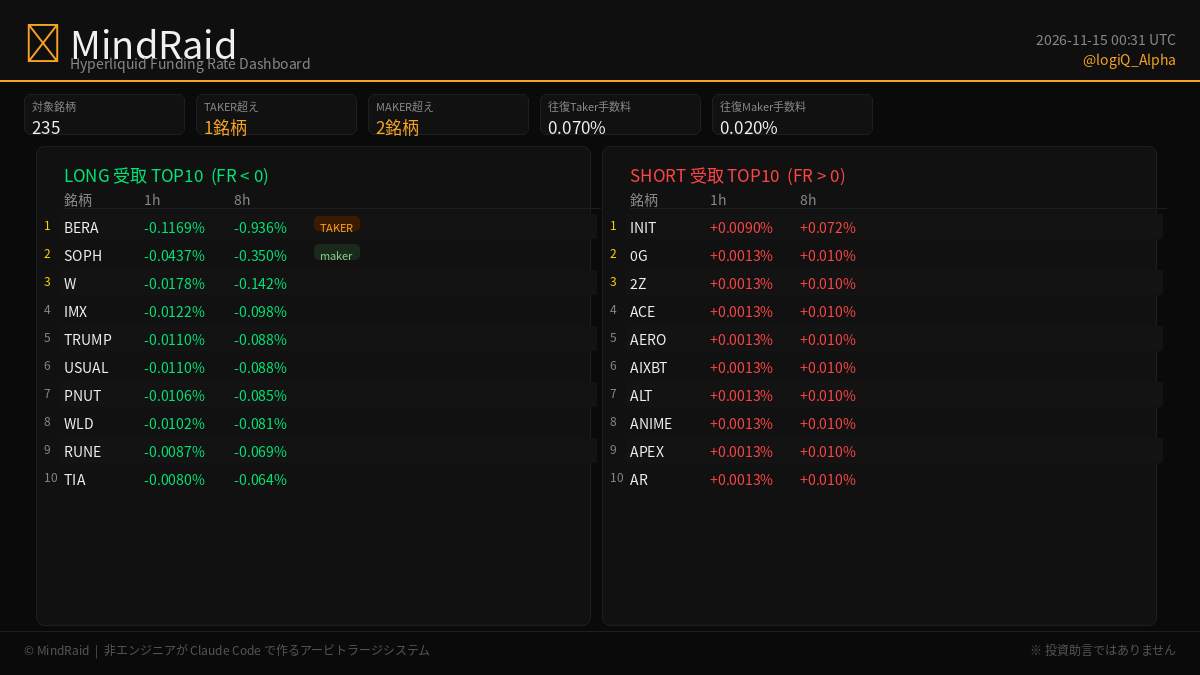 MindRaid
Hyperliquid Funding Rate Dashboard
2026-11-15 00:31 UTC
@logiQ_Alpha
対象銘柄
235
TAKER超え
1銘柄
MAKER超え
2銘柄
往復Taker手数料
0.070%
往復Maker手数料
0.020%
LONG 受取 TOP10 (FR < 0)
銘柄 1h 8h
1 BERA -0.1169% -0.936% TAKER
2 SOPH -0.0437% -0.350% maker
3 W -0.0178% -0.142%
4 IMX -0.0122% -0.098%
5 TRUMP -0.0110% -0.088%
6 USUAL -0.0110% -0.088%
7 PNUT -0.0106% -0.085%
8 WLD -0.0102% -0.081%
9 RUNE -0.0087% -0.069%
10 TIA -0.0080% -0.064%
SHORT 受取 TOP10 (FR > 0)
銘柄 1h 8h
1 INIT +0.0090% +0.072%
2 0G +0.0013% +0.010%
3 2Z +0.0013% +0.010%
4 ACE +0.0013% +0.010%
5 AERO +0.0013% +0.010%
6 AIXBT +0.0013% +0.010%
7 ALT +0.0013% +0.010%
8 ANIME +0.0013% +0.010%
9 APEX +0.0013% +0.010%
10 AR +0.0013% +0.010%
© MindRaid | 非エンジニアが Claude Code で作るアービトラージシステム
※ 投資助言ではありません